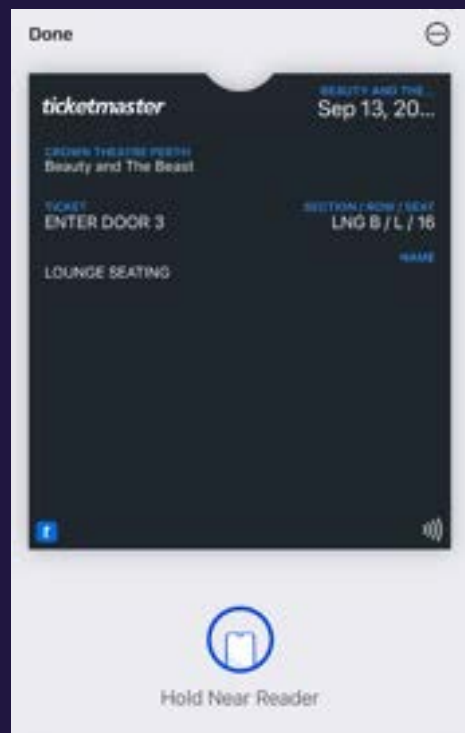 Done
ticketmaster
BEAUTY AND THE...
Sep 13, 20...
CROWN THEATRE PERTH
Beauty and The Beast
TICKET
ENTER DOOR 3
SECTION / ROW / SEAT
LNG B / L / 16
NAME
LOUNGE SEATING
t
Hold Near Reader